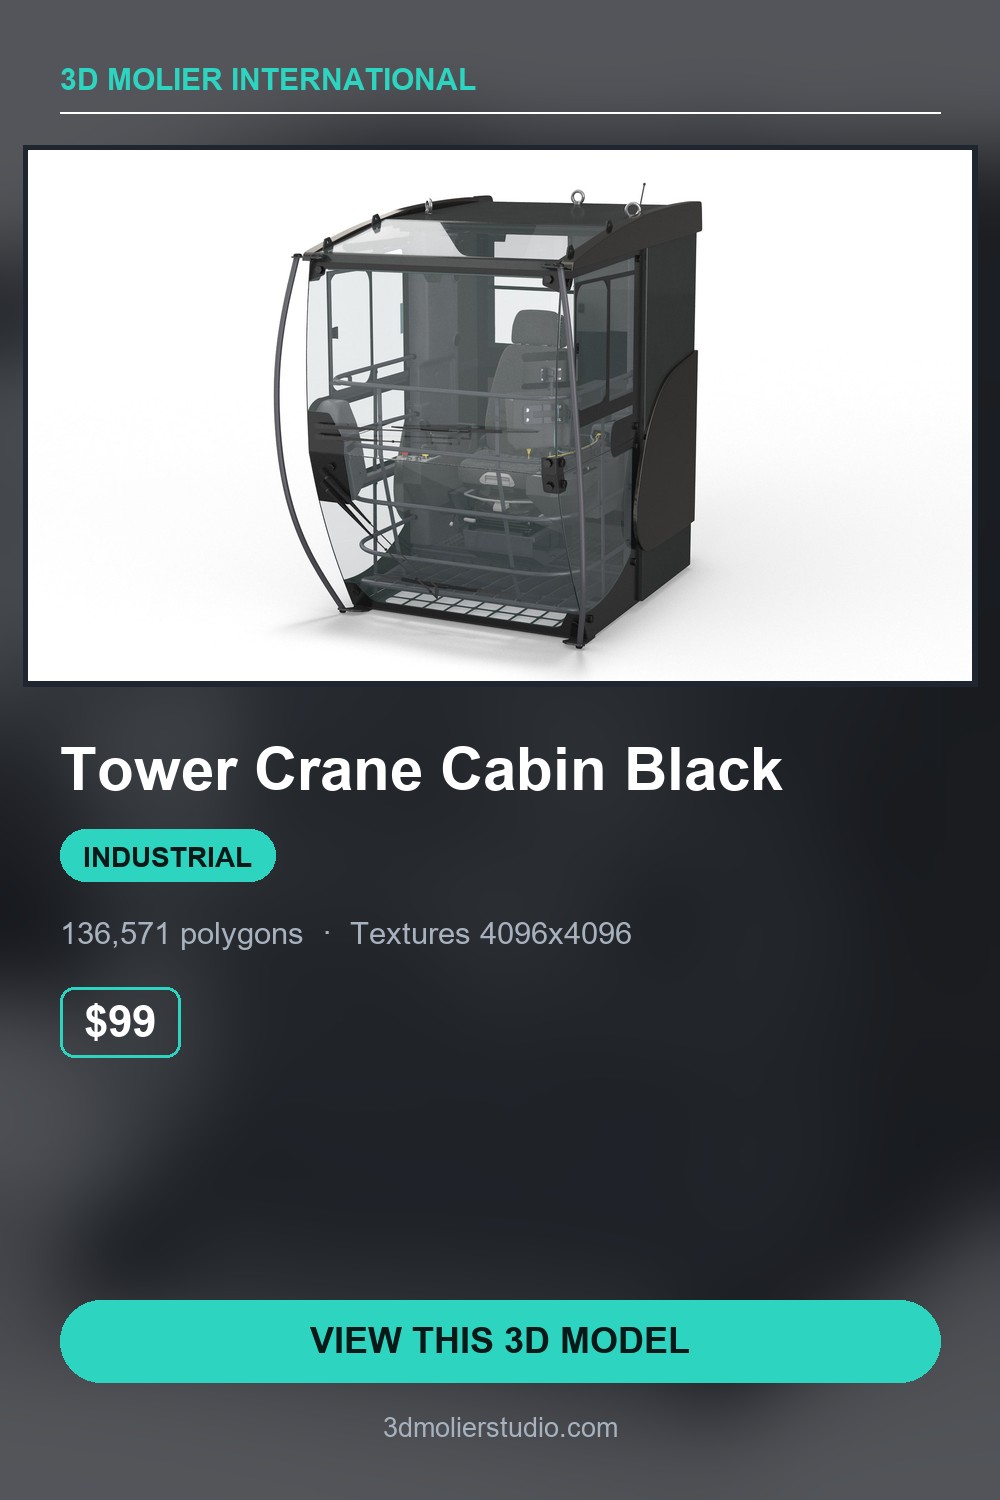 3D MOLIER INTERNATIONAL
Tower Crane Cabin Black
INDUSTRIAL
136,571 polygons · Textures 4096x4096
$99
VIEW THIS 3D MODEL
3dmolierstudio.com